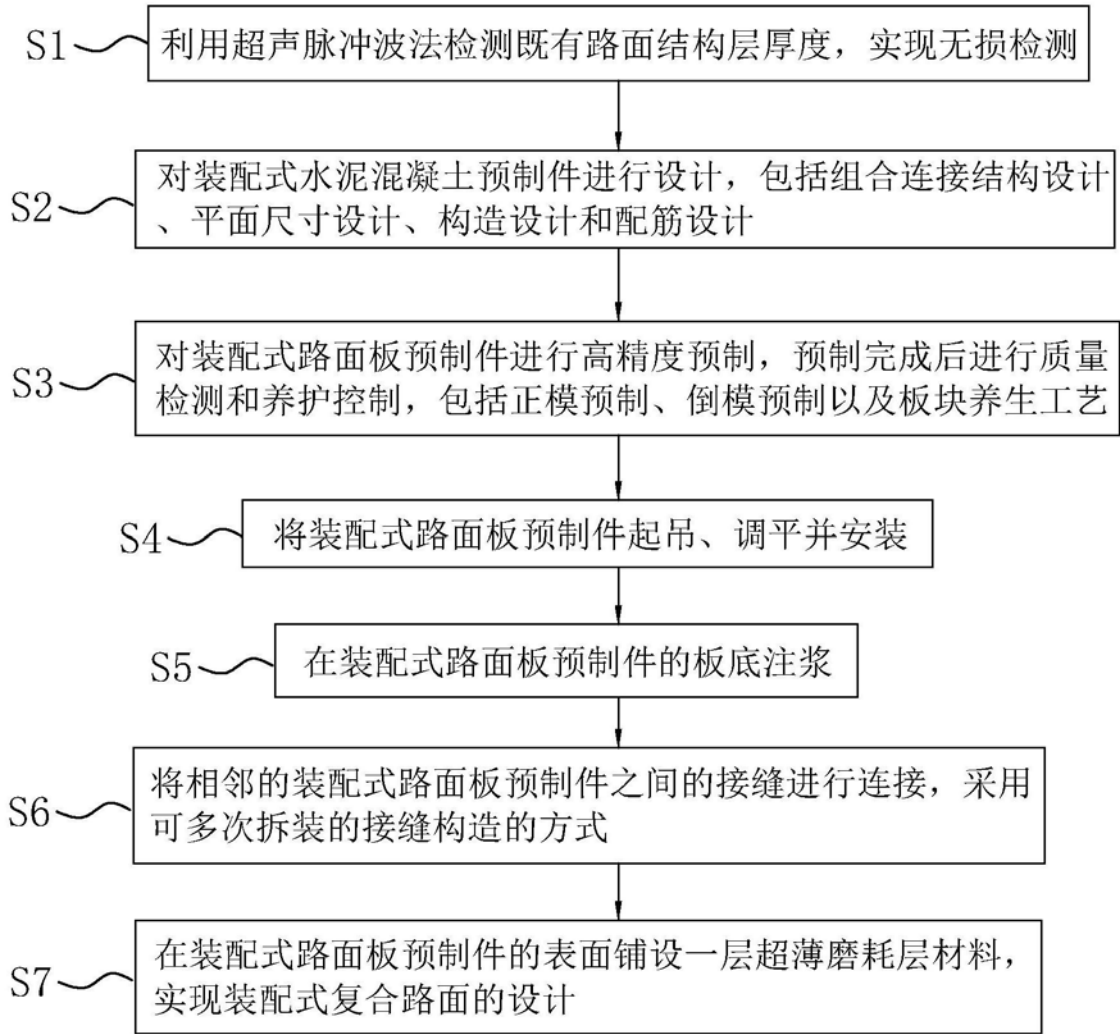 S1
利用超声脉冲波法检测既有路面结构层厚度，实现无损检测
S2
对装配式水泥混凝土预制件进行设计，包括组合连接结构设计
、平面尺寸设计、构造设计和配筋设计
S3
对装配式路面板预制件进行高精度预制，预制完成后进行质量
检测和养护控制，包括正模预制、倒模预制以及板块养生工艺
S4
将装配式路面板预制件起吊、调平并安装
S5
在装配式路面板预制件的板底注浆
S6
将相邻的装配式路面板预制件之间的接缝进行连接，采用
可多次拆装的接缝构造的方式
S7
在装配式路面板预制件的表面铺设一层超薄磨耗层材料，
实现装配式复合路面的设计